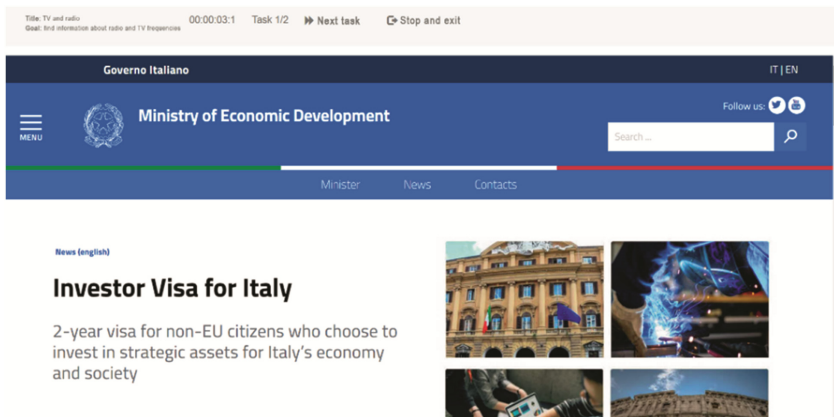 Title: TV and radio
Goal: find information about radio and TV frequencies
00:00:03:1 Task 1/2 Next task Stop and exit
Governo Italiano IT | EN
MENU
Ministry of Economic Development
Follow us:
Search ...
Minister News Contacts
News (english)
Investor Visa for Italy
2-year visa for non-EU citizens who choose to
invest in strategic assets for Italy's economy
and society